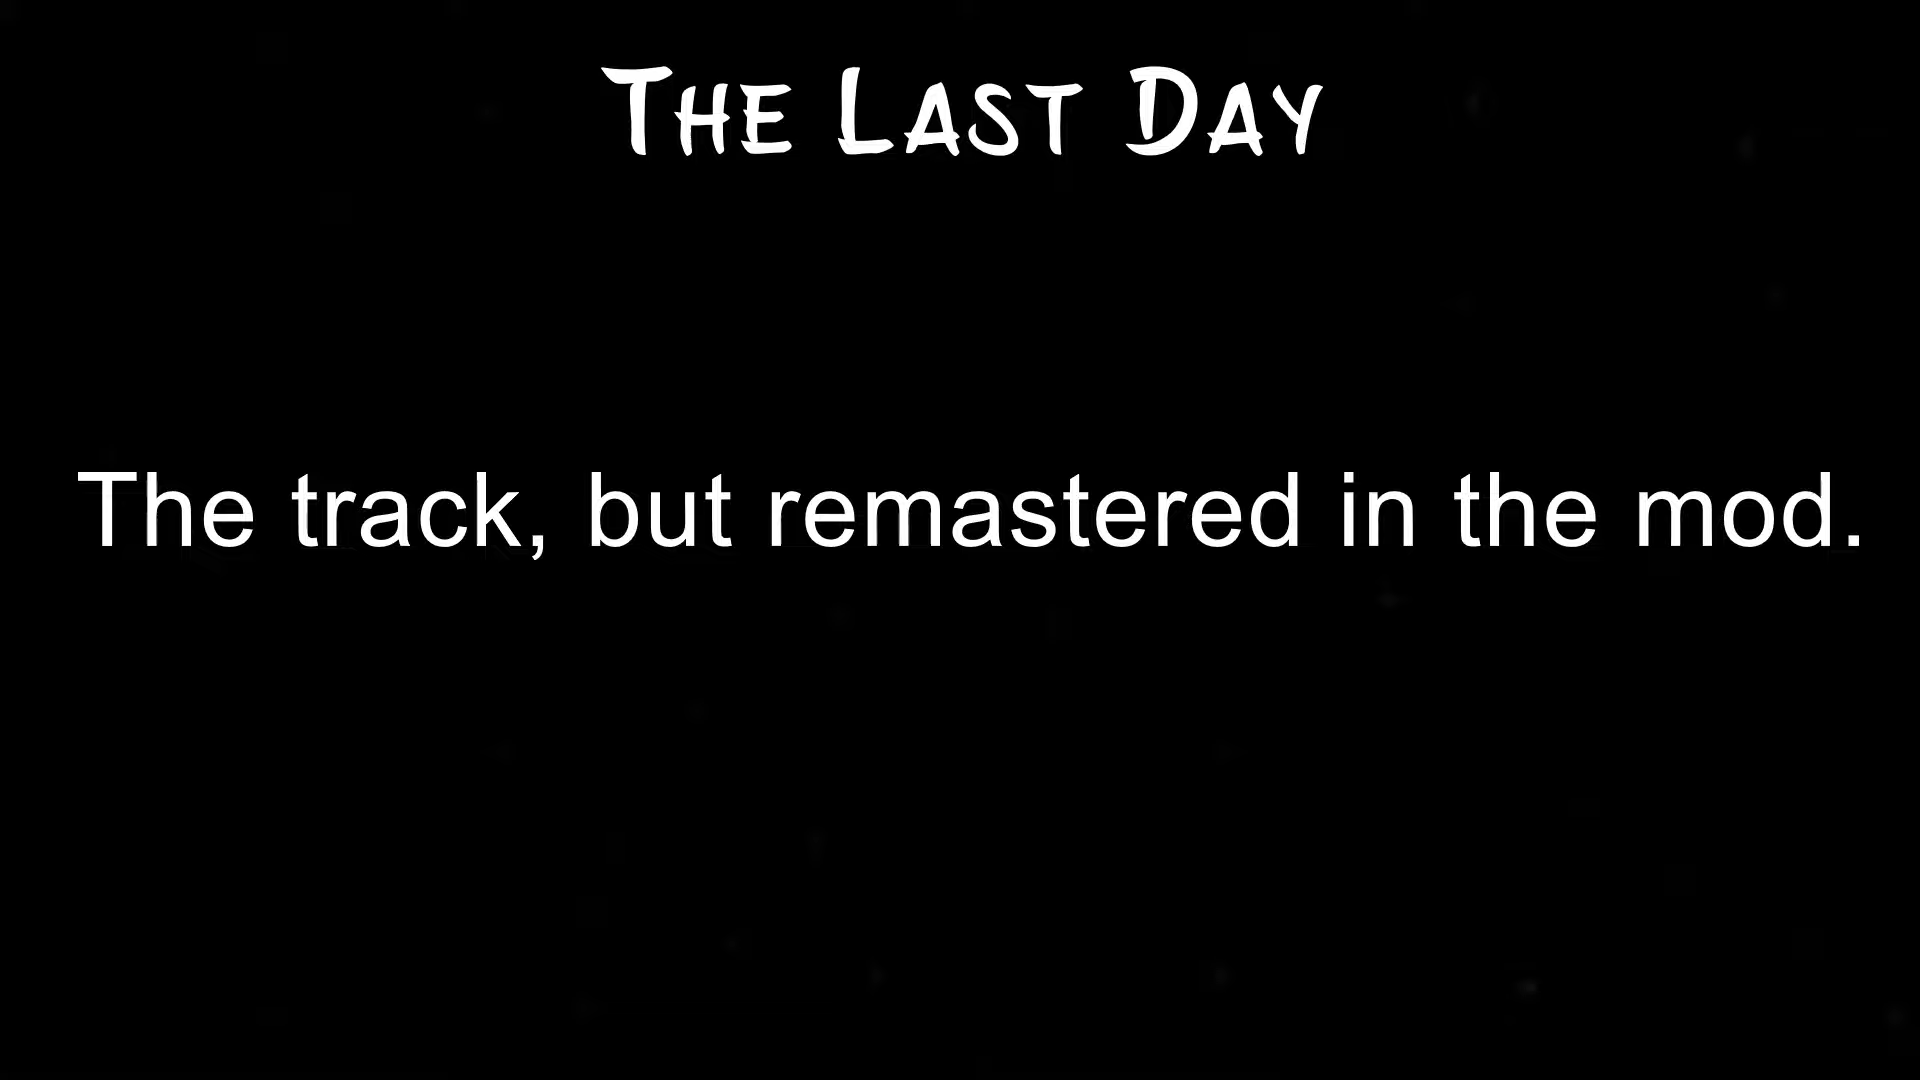 The Last Day
The track, but remastered in the mod.